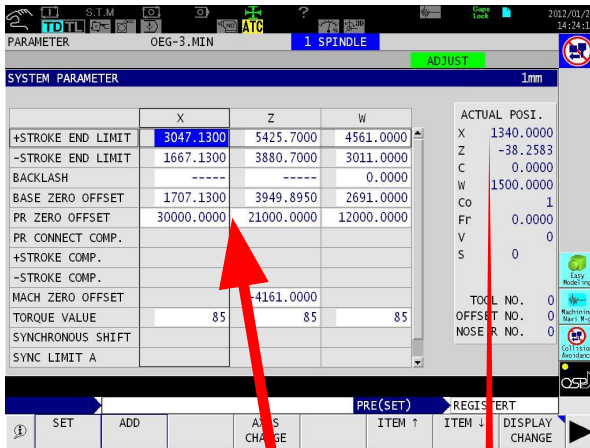 S.T.M
Caps
Lock
2012/01/2
TD TL
ATC
3D
14:24:1
PARAMETER OEG-3.MIN 1 SPINDLE
ADJUST
SYSTEM PARAMETER 1mm
X Z W
+STROKE END LIMIT 3047.1300 5425.7000 4561.0000
-STROKE END LIMIT 1667.1300 3880.7000 3011.0000
BACKLASH ----- ----- 0.0000
BASE ZERO OFFSET 1707.1300 3949.8950 2691.0000
PR ZERO OFFSET 30000.0000 21000.0000 12000.0000
PR CONNECT COMP.
+STROKE COMP.
-STROKE COMP.
MACH ZERO OFFSET -4161.0000
TORQUE VALUE 85 85 85
SYNCHRONOUS SHIFT
SYNC LIMIT A
ACTUAL POSI.
X 1340.0000
Z -38.2583
C 0.0000
W 1500.0000
Co 1
Fr 0.0000
V 0
S 0
TOOL NO. 0
OFFSET NO. 0
NOSE R NO. 0
Easy
Modeling
Machining
Navi M-g
Collision
Avoidanc
OSP
PRE(SET) REGISTERT
SET ADD CHANGE ITEM ↑ ITEM ↓ DISPLAY
CHANGE